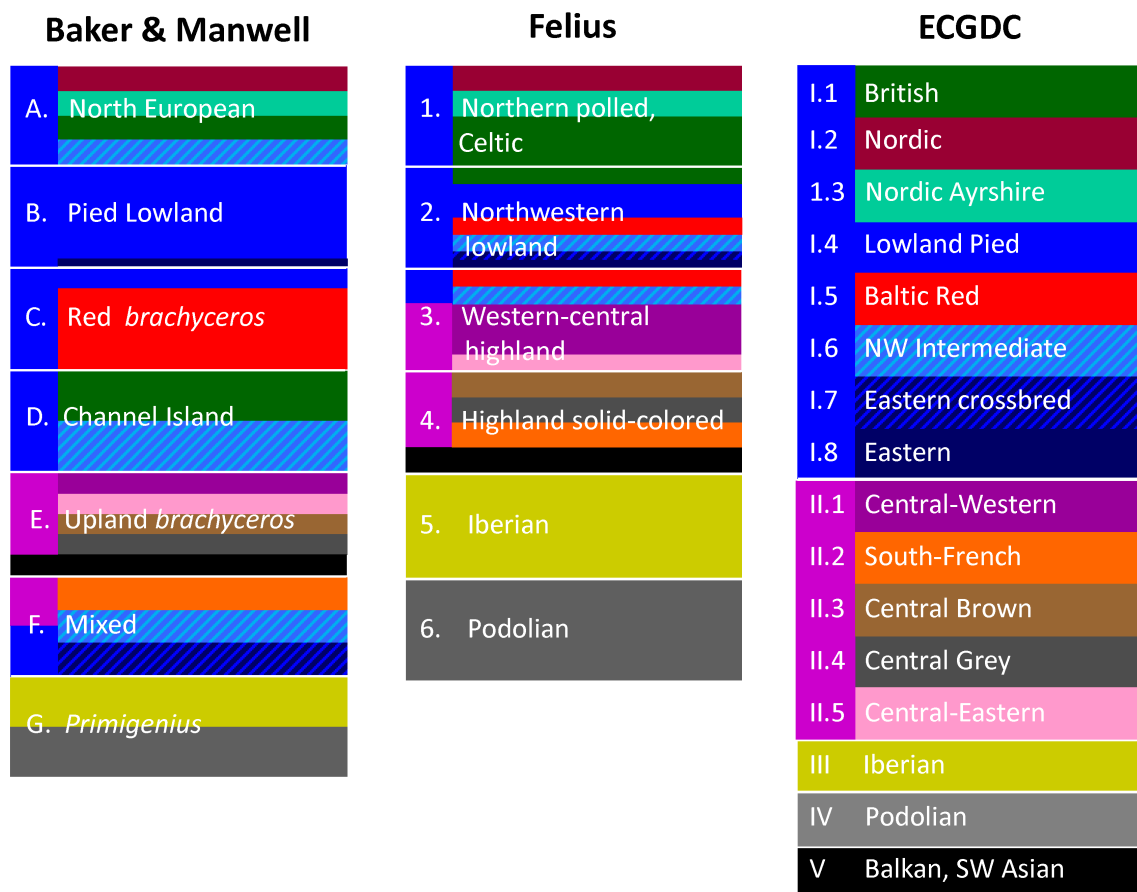 Baker & Manwell
A. North European
B. Pied Lowland
C. Red brachyceros
D. Channel Island
E. Upland brachyceros
F. Mixed
G. Primigenius
Felius
1. Northern polled,
Celtic
2. Northwestern
lowland
3. Western-central
highland
4. Highland solid-colored
5. Iberian
6. Podolian
ECGDC
I.1 British
I.2 Nordic
1.3 Nordic Ayrshire
I.4 Lowland Pied
I.5 Baltic Red
I.6 NW Intermediate
I.7 Eastern crossbred
I.8 Eastern
II.1 Central-Western
II.2 South-French
II.3 Central Brown
II.4 Central Grey
II.5 Central-Eastern
III Iberian
IV Podolian
V Balkan, SW Asian